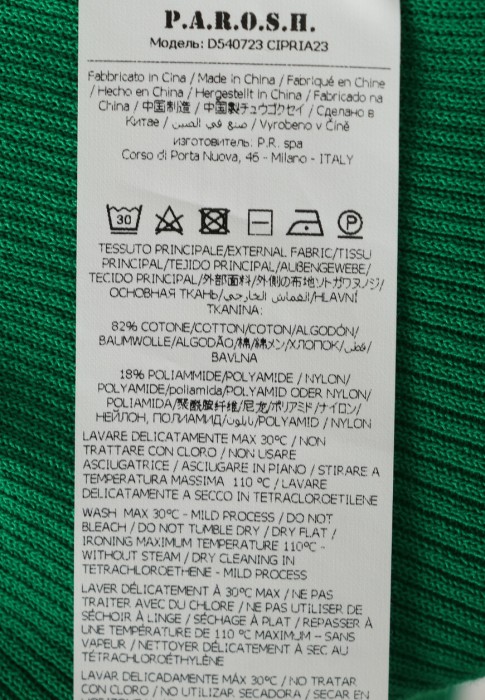 P.A.R.O.S.H.
Модель: D540723 CIPRIA23
Fabbricato in Cina / Made in China / Fabriqué en Chine
/ Hecho en China / Hergestellt in China / Fabricado na
China / 中国制造 / 中国製チュウゴクセイ / Сделано в
Китае / صنع في الصين / Vyrobeno v Číně
изготовитель: P.R. spa
Corso di Porta Nuova, 46 - Milano - ITALY
30
P
TESSUTO PRINCIPALE/EXTERNAL FABRIC/TISSU
PRINCIPAL/TEJIDO PRINCIPAL/AUßENGEWEBE/
TECIDO PRINCIPAL/外部面料/外側の布地
ОСНОВНАЯ ТКАНЬ/القماش الخارجي/HLAVNÍ
TKANINA:
82% COTONE/COTTON/COTON/ALGODÓN/
BAUMWOLLE/ALGODÃO/棉/綿メン/ХЛОПОК/قطن/
BAVLNA
18% POLIAMMIDE/POLYAMIDE / NYLON/
POLYAMIDE/poliamida/POLYAMID ODER NYLON/
POLIAMIDA/聚酰胺纤维/尼龙/ポリアミド/ナイロン/
НЕЙЛОН, ПОЛИАМИД/نايلون/POLYAMID / NYLON
LAVARE DELICATAMENTE MAX 30°C / NON
TRATTARE CON CLORO / NON USARE
ASCIUGATRICE / ASCIUGARE IN PIANO / STIRARE A
TEMPERATURA MASSIMA 110 °C / LAVARE
DELICATAMENTE A SECCO IN TETRACLOROETILENE
WASH MAX 30°C - MILD PROCESS / DO NOT
BLEACH / DO NOT TUMBLE DRY / DRY FLAT /
IRONING MAXIMUM TEMPERATURE 110°C -
WITHOUT STEAM / DRY CLEANING IN
TETRACHLOROETHENE - MILD PROCESS
LAVER DÉLICATEMENT À 30°C MAX / NE PAS
TRAITER AVEC DU CHLORE / NE PAS UTILISER DE
SÉCHOIR À LINGE / SÉCHAGE À PLAT / REPASSER À
UNE TEMPÉRATURE DE 110 °C MAXIMUM – SANS
VAPEUR / NETTOYER DÉLICATEMENT À SEC AU
TÉTRACHLOROÉTHYLÈNE
LAVAR DELICADAMENTE MÁX 30°C / NO TRATAR
CON CLORO / NO UTILIZAR SECADORA / SECAR EN